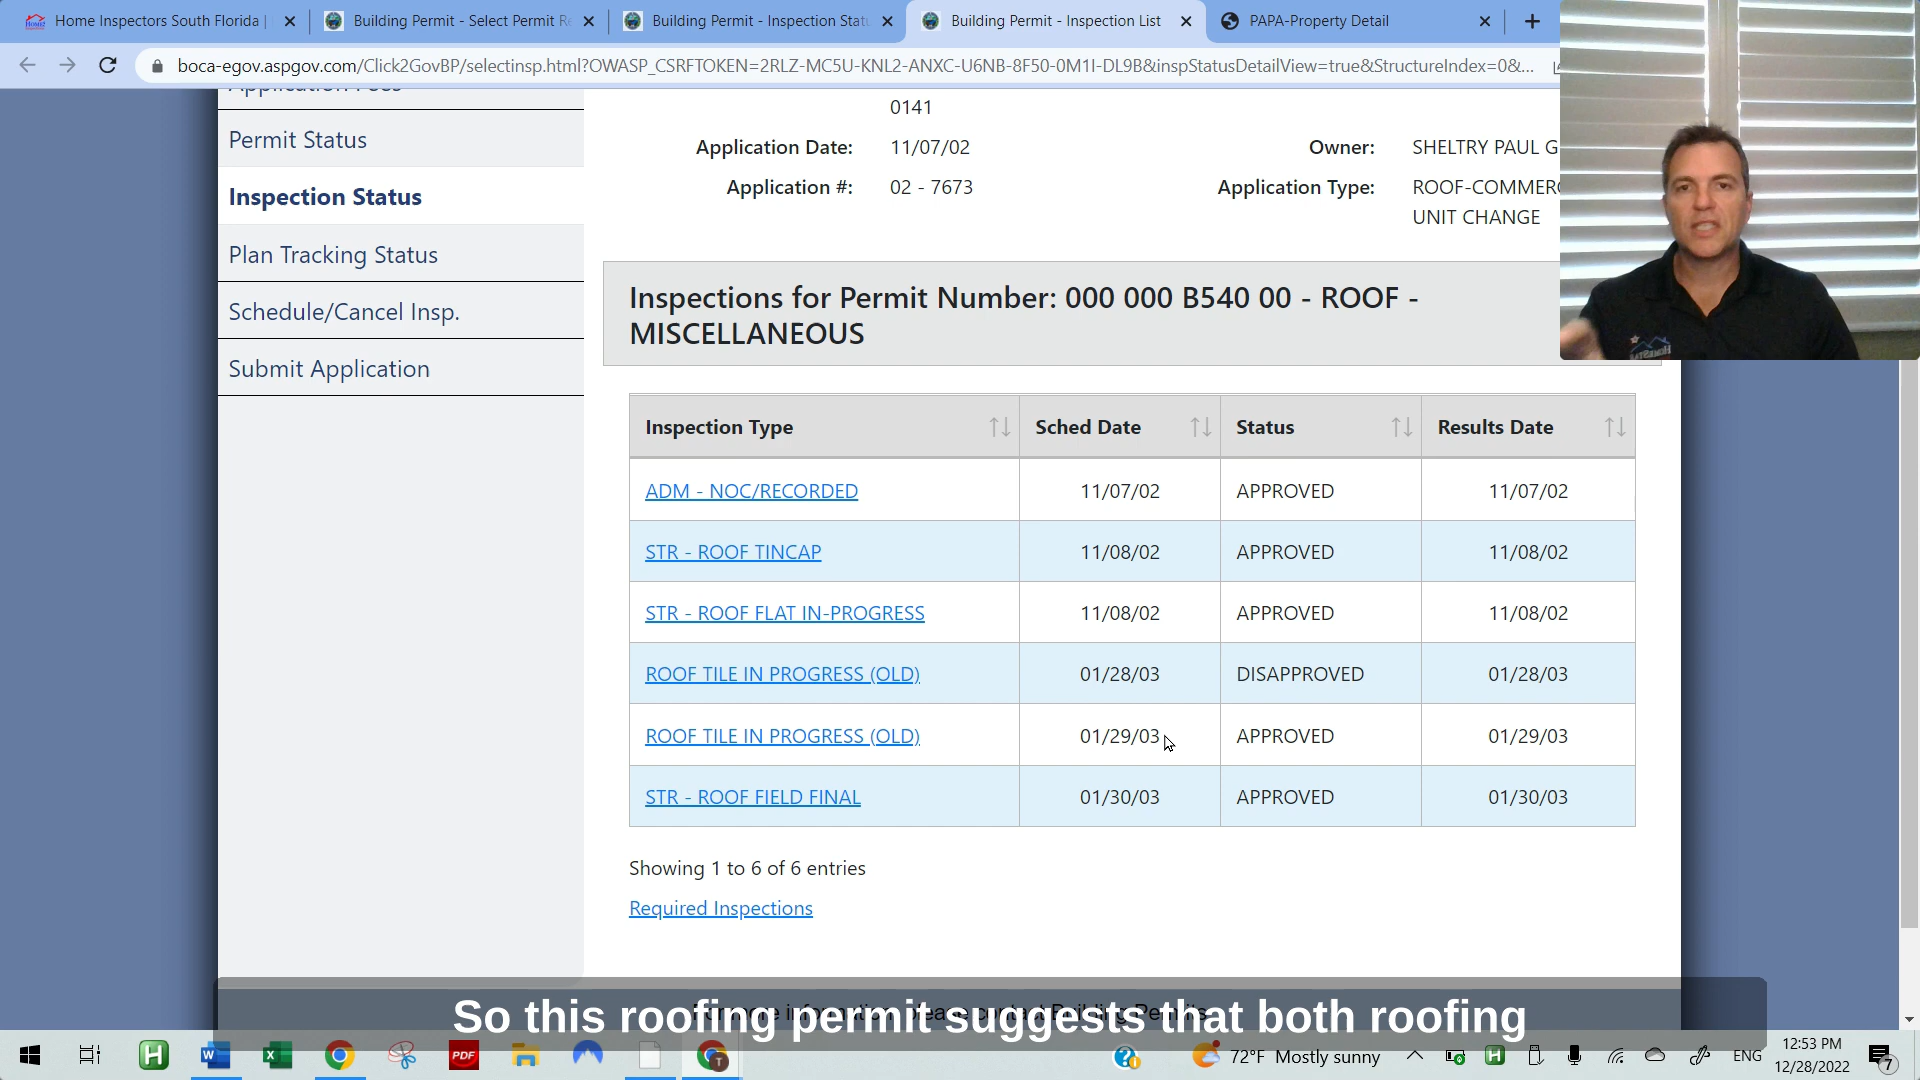 Home Inspectors South Florida |
Building Permit - Select Permit R
Building Permit - Inspection Statu
Building Permit - Inspection List
PAPA-Property Detail
boca-egov.aspgov.com/Click2GovBP/selectinsp.html?OWASP_CSRFTOKEN=2RLZ-MC5U-KNL2-ANXC-U6NB-8F50-0M1I-DL9B&inspStatusDetailView=true&StructureIndex=0&...
Permit Status
Inspection Status
Plan Tracking Status
Schedule/Cancel Insp.
Submit Application
0141
Application Date: 11/07/02 Owner: SHELTRY PAUL G
Application #: 02 - 7673 Application Type: ROOF-COMMERC
UNIT CHANGE
Inspections for Permit Number: 000 000 B540 00 - ROOF -
MISCELLANEOUS
Inspection Type Sched Date Status Results Date
ADM - NOC/RECORDED 11/07/02 APPROVED 11/07/02
STR - ROOF TINCAP 11/08/02 APPROVED 11/08/02
STR - ROOF FLAT IN-PROGRESS 11/08/02 APPROVED 11/08/02
ROOF TILE IN PROGRESS (OLD) 01/28/03 DISAPPROVED 01/28/03
ROOF TILE IN PROGRESS (OLD) 01/29/03 APPROVED 01/29/03
STR - ROOF FIELD FINAL 01/30/03 APPROVED 01/30/03
Showing 1 to 6 of 6 entries
Required Inspections
So this roofing permit suggests that both roofing
72°F Mostly sunny
ENG
12:53 PM
12/28/2022
7
PDF